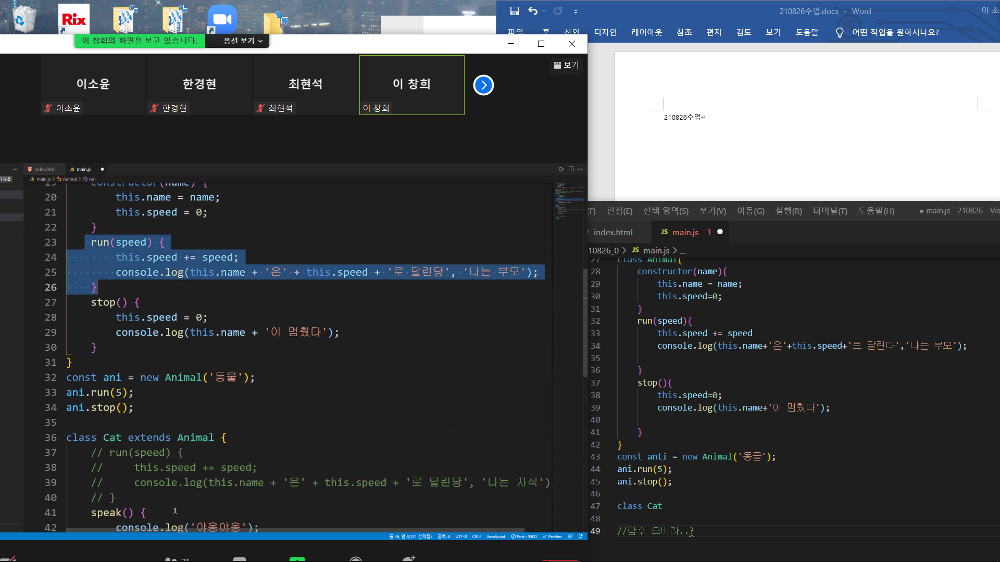 Rix
210826수업.docx - Word
이 소
파일 홈 삽입 디자인 레이아웃 참조 편지 검토 보기 도움말 어떤 작업을 원하시나요?
이 창희의 화면을 보고 있습니다. 옵션 보기
보기
이소윤 한경현 최현석 이 창희
이소윤 한경현 최현석 이 창희
210826수업
index.html JS main.js
JS main.js > Animal > run
지 않음
19 constructor(name) {
20 this.name = name;
21 this.speed = 0;
22 }
23 run(speed) {
24 this.speed += speed;
25 console.log(this.name + '은' + this.speed + '로 달린당', '나는 부모');
26 }
27 stop() {
28 this.speed = 0;
29 console.log(this.name + '이 멈췄다');
30 }
31 }
32 const ani = new Animal('동물');
33 ani.run(5);
34 ani.stop();
35
36 class Cat extends Animal {
37 // run(speed) {
38 // this.speed += speed;
39 // console.log(this.name + '은' + this.speed + '로 달린당', '나는 자식')
40 // }
41 speak() {
42 console.log('야옹야옹');
줄 26, 열 6(121 선택됨) 공백: 4 UTF-8 CRLF JavaScript Port : 5500 Prettier
(F) 편집(E) 선택 영역(S) 보기(V) 이동(G) 실행(R) 터미널(T) 도움말(H) ● main.js - 210826 - Vis
index.html JS main.js 1
10826_0 > JS main.js > ...
27 class Animal{
28 constructor(name){
29 this.name = name;
30 this.speed=0;
31 }
32 run(speed){
33 this.speed += speed
34 console.log(this.name+'은'+this.speed+'로 달린다','나는 부모');
35
36 }
37 stop(){
38 this.speed=0;
39 console.log(this.name+'이 멈췄다');
40
41 }
42 }
43 const anti = new Animal('동물');
44 ani.run(5);
45 ani.stop();
46
47 class Cat
48
49 //함수 오버라..?